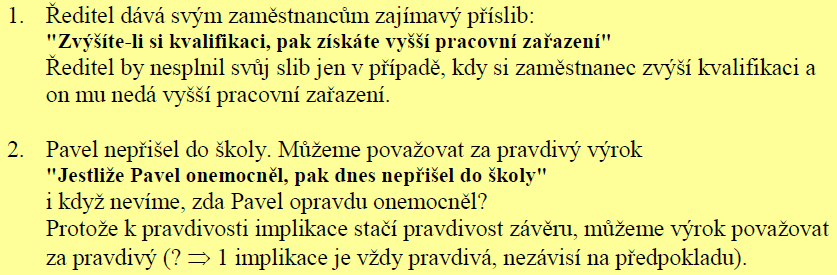 1. Ředitel dává svým zaměstnancům zajímavý příslib:
"Zvýšíte-li si kvalifikaci, pak získáte vyšší pracovní zařazení"
Ředitel by nesplnil svůj slib jen v případě, kdy si zaměstnanec zvýší kvalifikaci a
on mu nedá vyšší pracovní zařazení.
2. Pavel nepřišel do školy. Můžeme považovat za pravdivý výrok
"Jestliže Pavel onemocněl, pak dnes nepřišel do školy"
i když nevíme, zda Pavel opravdu onemocněl?
Protože k pravdivosti implikace stačí pravdivost závěru, můžeme výrok považovat
za pravdivý (? ⇒ 1 implikace je vždy pravdivá, nezávisí na předpokladu).